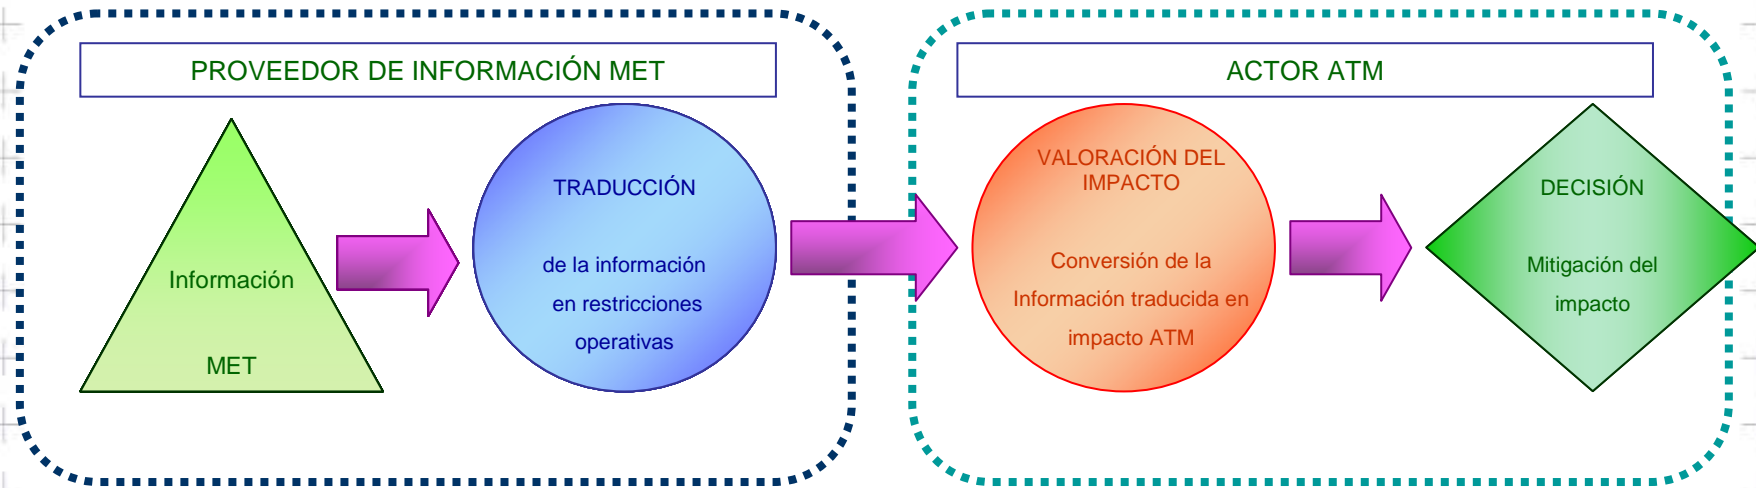 PROVEEDOR DE INFORMACIÓN MET
Información
MET
TRADUCCIÓN
de la información
en restricciones
operativas
ACTOR ATM
VALORACIÓN DEL
IMPACTO
Conversión de la
Información traducida en
impacto ATM
DECISIÓN
Mitigación del
impacto